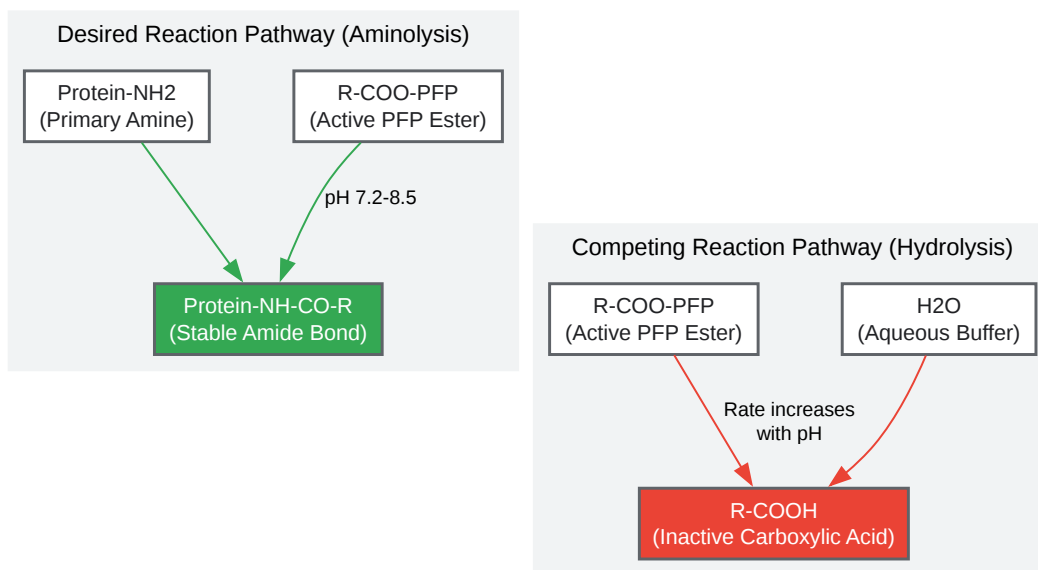 Desired Reaction Pathway (Aminolysis)
Protein-NH2
(Primary Amine)
R-COO-PFP
(Active PFP Ester)
pH 7.2-8.5
Protein-NH-CO-R
(Stable Amide Bond)
Competing Reaction Pathway (Hydrolysis)
R-COO-PFP
(Active PFP Ester)
H2O
(Aqueous Buffer)
Rate increases
with pH
R-COOH
(Inactive Carboxylic Acid)